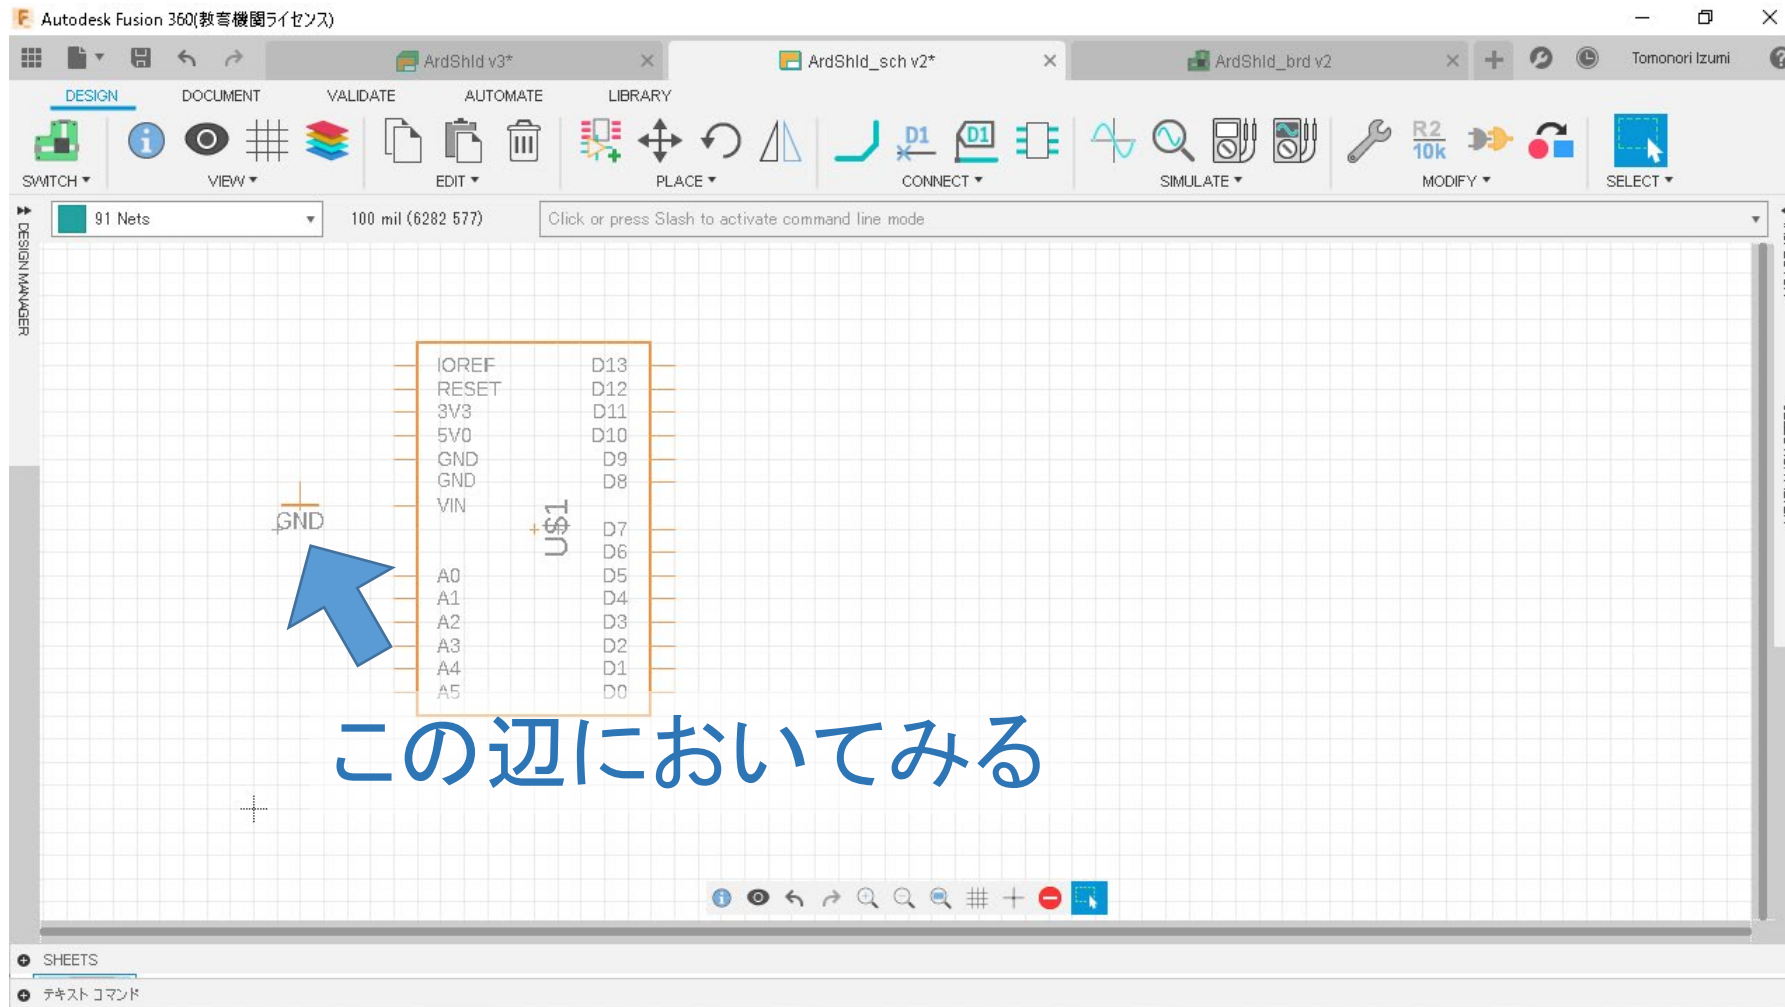 Autodesk Fusion 360(教育機関ライセンス)
ArdShld v3*
ArdShld_sch v2*
ArdShld_brd v2
Tomonori Izumi
DESIGN DOCUMENT VALIDATE AUTOMATE LIBRARY
D1 D1 R2 10k
SWITCH VIEW EDIT PLACE CONNECT SIMULATE MODIFY SELECT
91 Nets
100 mil (6282 577)
Click or press Slash to activate command line mode
DESIGN MANAGER
IOREF D13
RESET D12
3V3 D11
5V0 D10
GND D9
GND D8
VIN
GND
U$1
D7
D6
A0 D5
A1 D4
A2 D3
A3 D2
A4 D1
A5 D0
この辺においてみる
SHEETS
テキスト コマンド